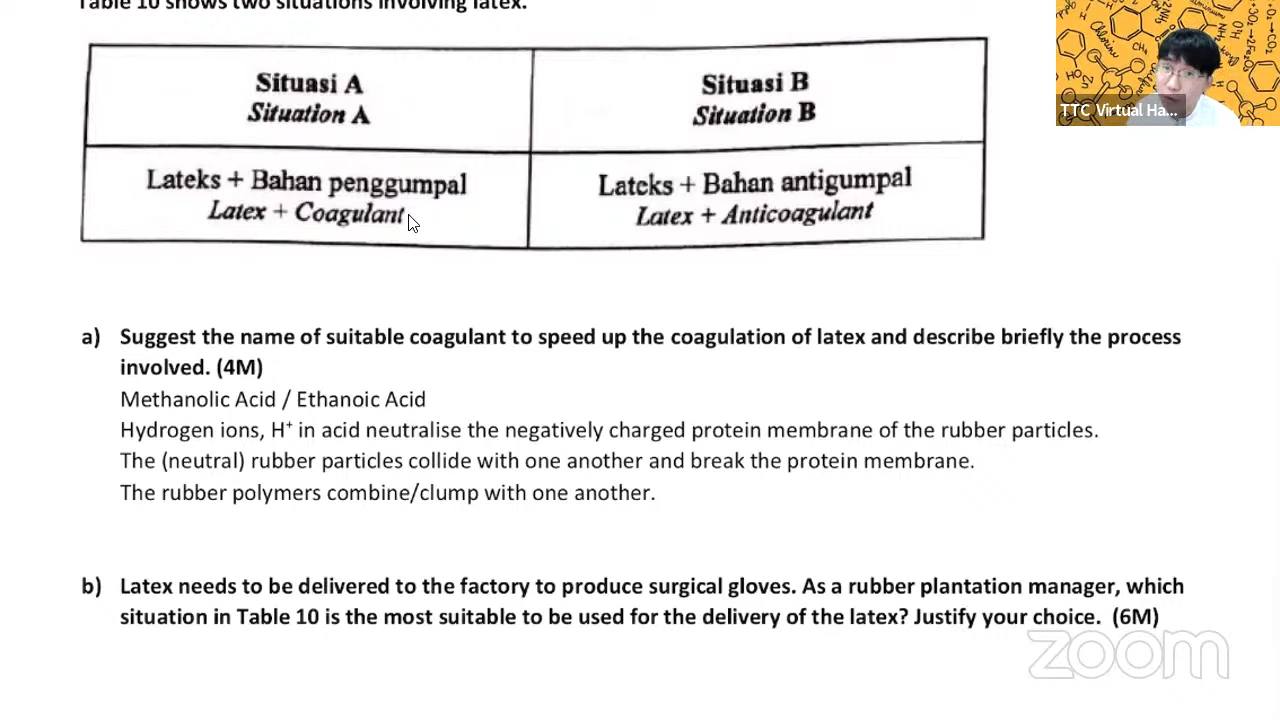 Table 10 shows two situations involving latex.
Situasi A
Situation A
Situasi B
Situation B
Lateks + Bahan penggumpal
Latex + Coagulant
Lateks + Bahan antigumpal
Latex + Anticoagulant
a) Suggest the name of suitable coagulant to speed up the coagulation of latex and describe briefly the process
involved. (4M)
Methanolic Acid / Ethanoic Acid
Hydrogen ions, H⁺ in acid neutralise the negatively charged protein membrane of the rubber particles.
The (neutral) rubber particles collide with one another and break the protein membrane.
The rubber polymers combine/clump with one another.
b) Latex needs to be delivered to the factory to produce surgical gloves. As a rubber plantation manager, which
situation in Table 10 is the most suitable to be used for the delivery of the latex? Justify your choice. (6M)
TTC Virtual Ha...
zoom